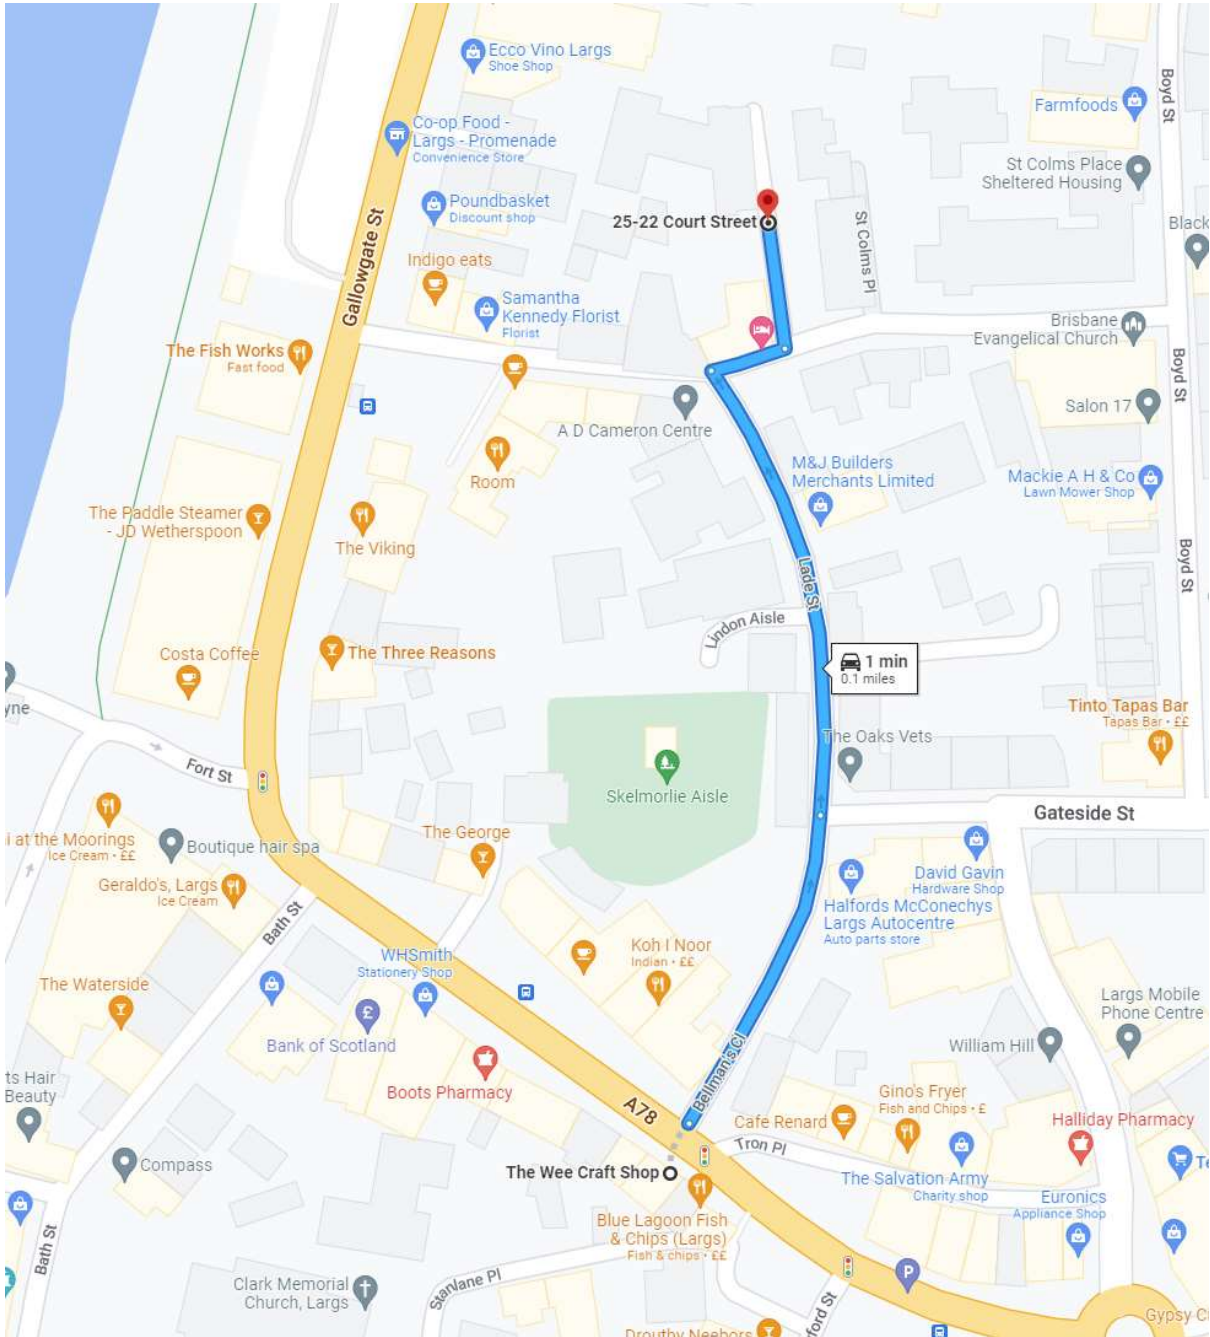 Ecco Vino Largs
Shoe Shop
Boyd St
Farmfoods
Co-op Food -
Largs - Promenade
Convenience Store
St Colms Place
Sheltered Housing
Poundbasket
Discount shop
25-22 Court Street
St Colms Pl
Black
Gallowgate St
Indigo eats
Samantha
Kennedy Florist
Florist
Brisbane
Evangelical Church
The Fish Works
Fast food
Boyd St
Salon 17
A D Cameron Centre
Room
M&J Builders
Merchants Limited
Mackie A H & Co
Lawn Mower Shop
The Paddle Steamer
- JD Wetherspoon
The Viking
Boyd St
Lade St
Lindon Aisle
Costa Coffee
The Three Reasons
1 min
0.1 miles
yne
Tinto Tapas Bar
Tapas Bar · ££
The Oaks Vets
Fort St
Skelmorlie Aisle
Gateside St
i at the Moorings
Ice Cream · ££
Boutique hair spa
The George
David Gavin
Hardware Shop
Geraldo's, Largs
Ice Cream
Halfords McConechys
Largs Autocentre
Auto parts store
Bath St
Koh I Noor
Indian · ££
WHSmith
Stationery Shop
The Waterside
Largs Mobile
Phone Centre
£
Bank of Scotland
William Hill
ts Hair
Beauty
Boots Pharmacy
Bellman's Cl
A78
Gino's Fryer
Fish and Chips · £
Cafe Renard
Halliday Pharmacy
Tron Pl
Compass
The Wee Craft Shop
The Salvation Army
Charity shop
Te
Euronics
Appliance Shop
Blue Lagoon Fish
& Chips (Largs)
Fish & chips · ££
Bath St
P
Clark Memorial
Church, Largs
Stanlane Pl
ford St
Gypsy C
Drouthy Neebors